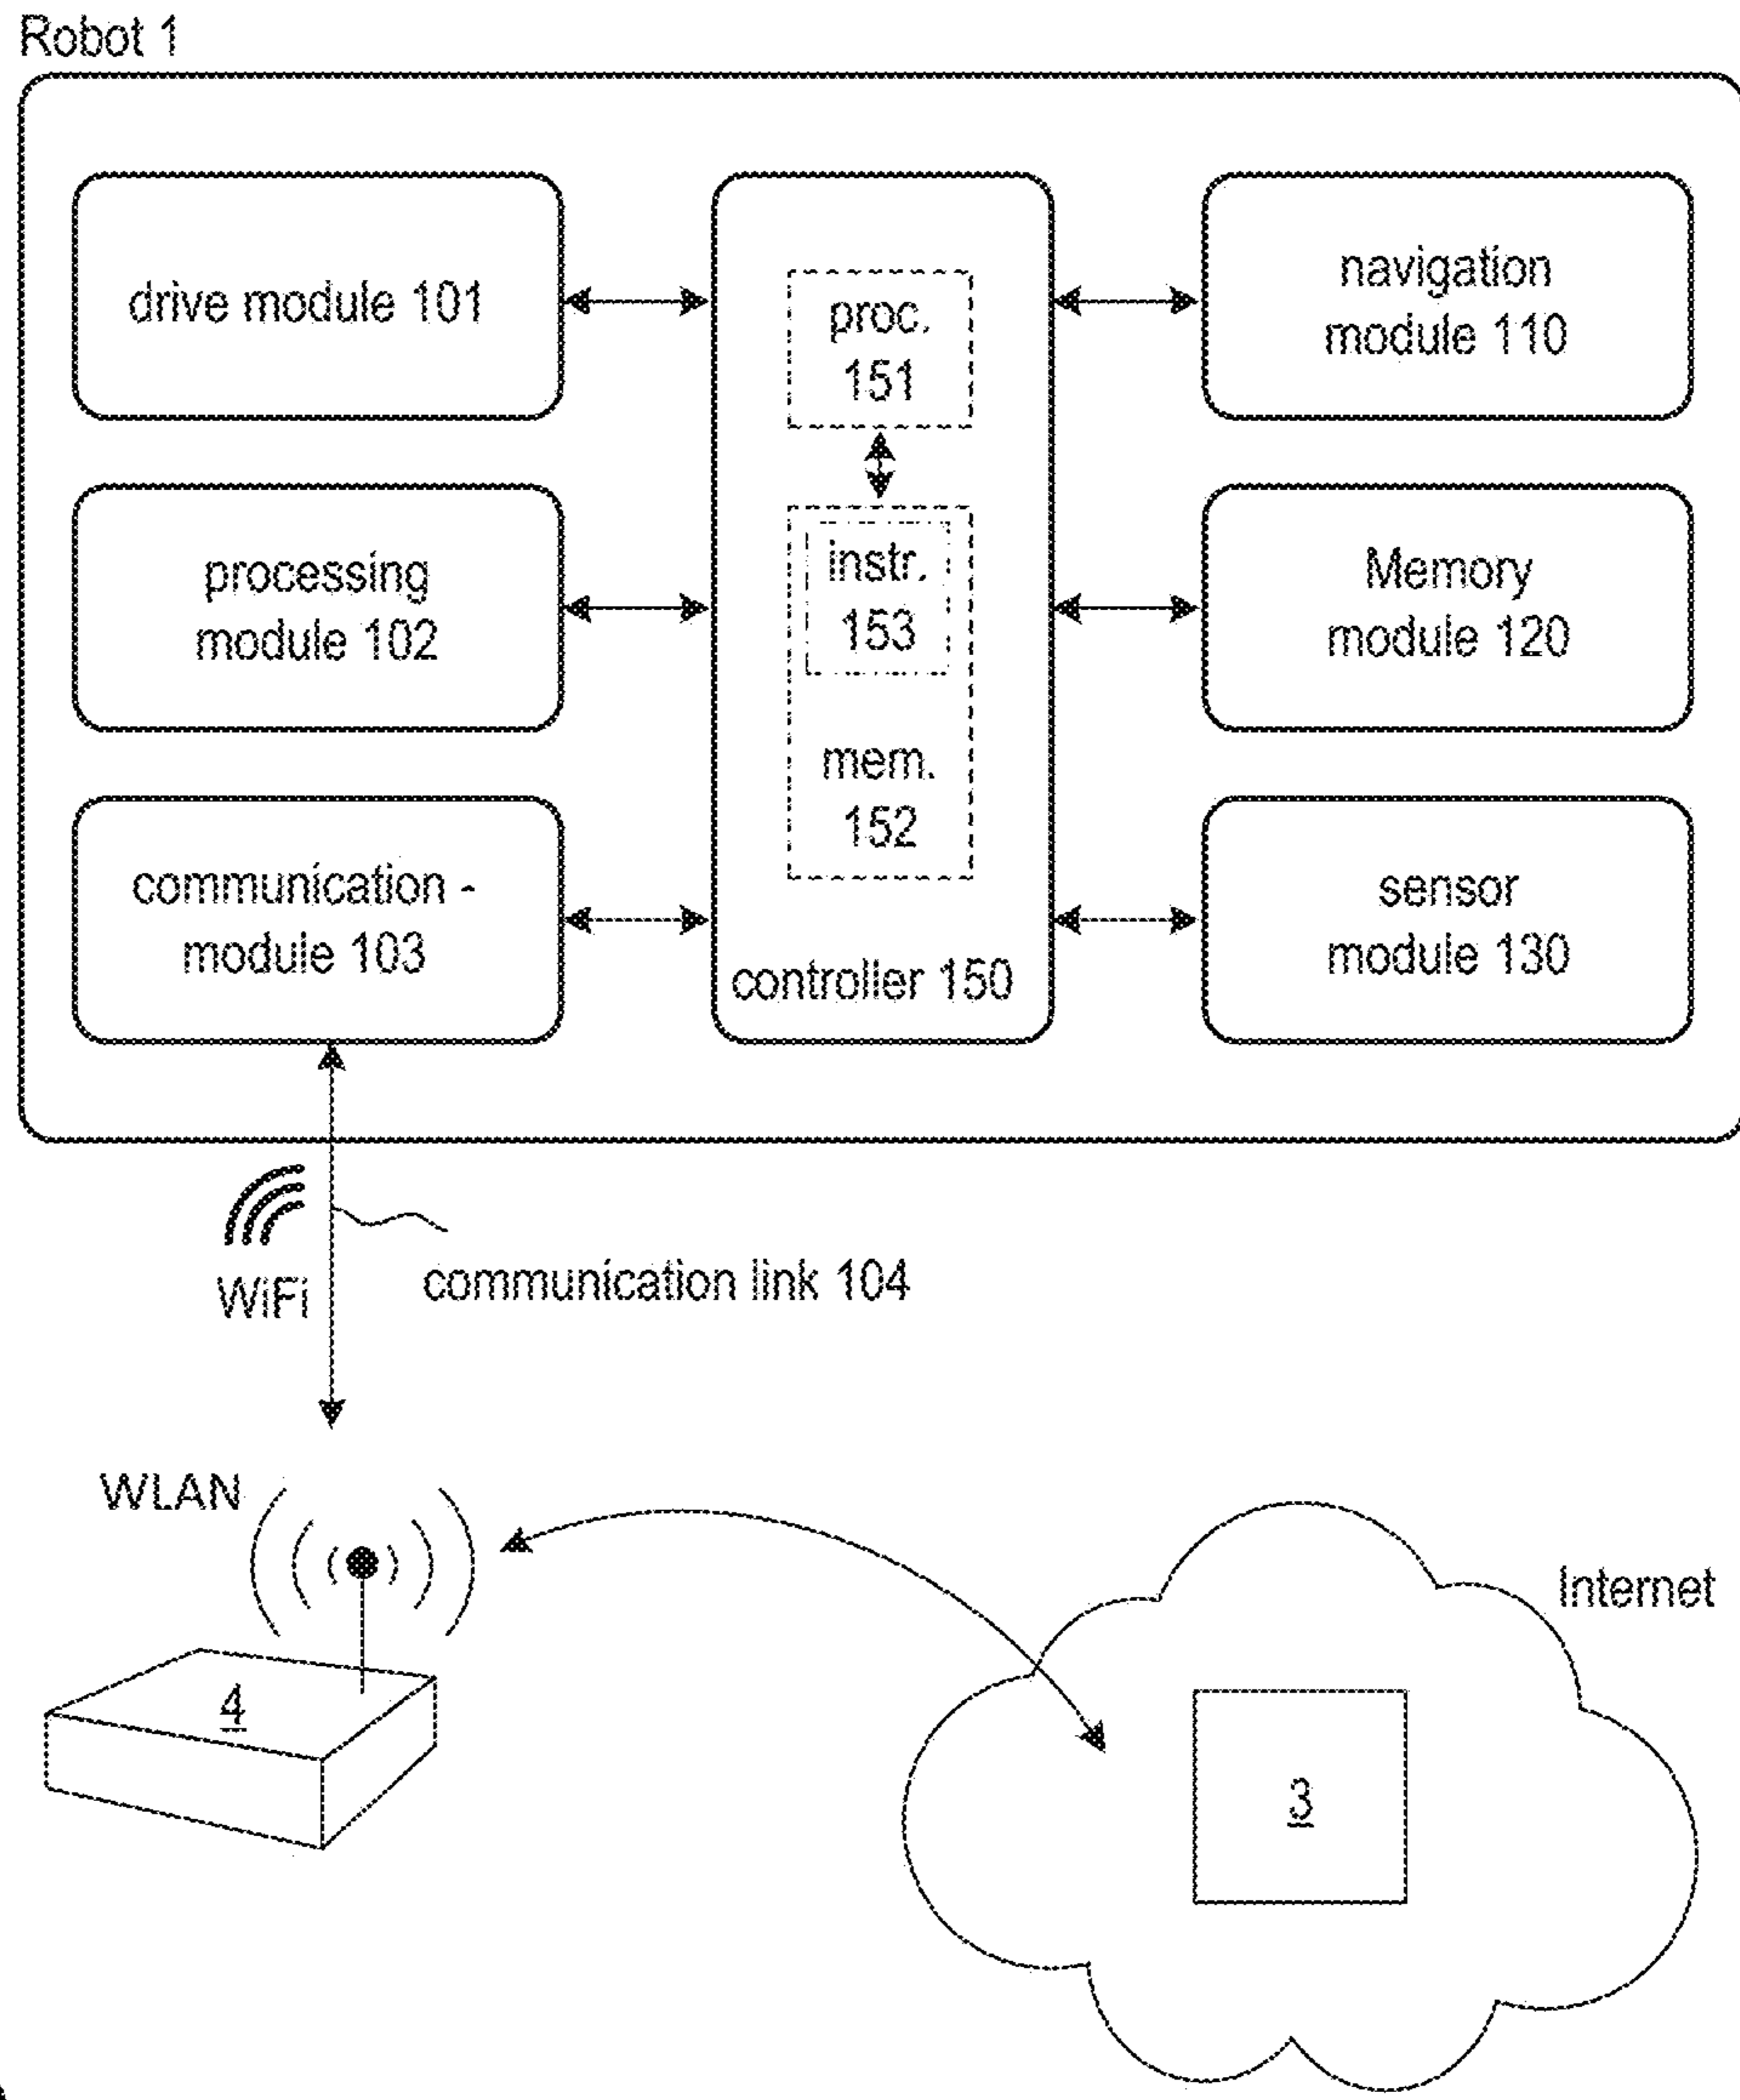 Robot 1
drive module 101
processing
module 102
communication -
module 103
proc.
151
instr.
153
mem.
152
controller 150
navigation
module 110
Memory
module 120
sensor
module 130
WiFi
communication link 104
WLAN
4
Internet
3